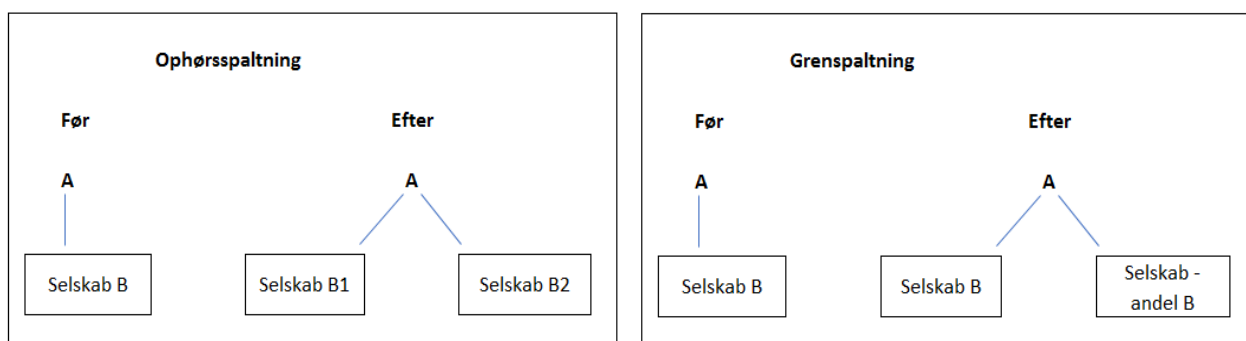 Ophørsspaltning
Før
Efter
A
A
Selskab B
Selskab B1
Selskab B2
Grenspaltning
Før
Efter
A
A
Selskab B
Selskab B
Selskab -
andel B